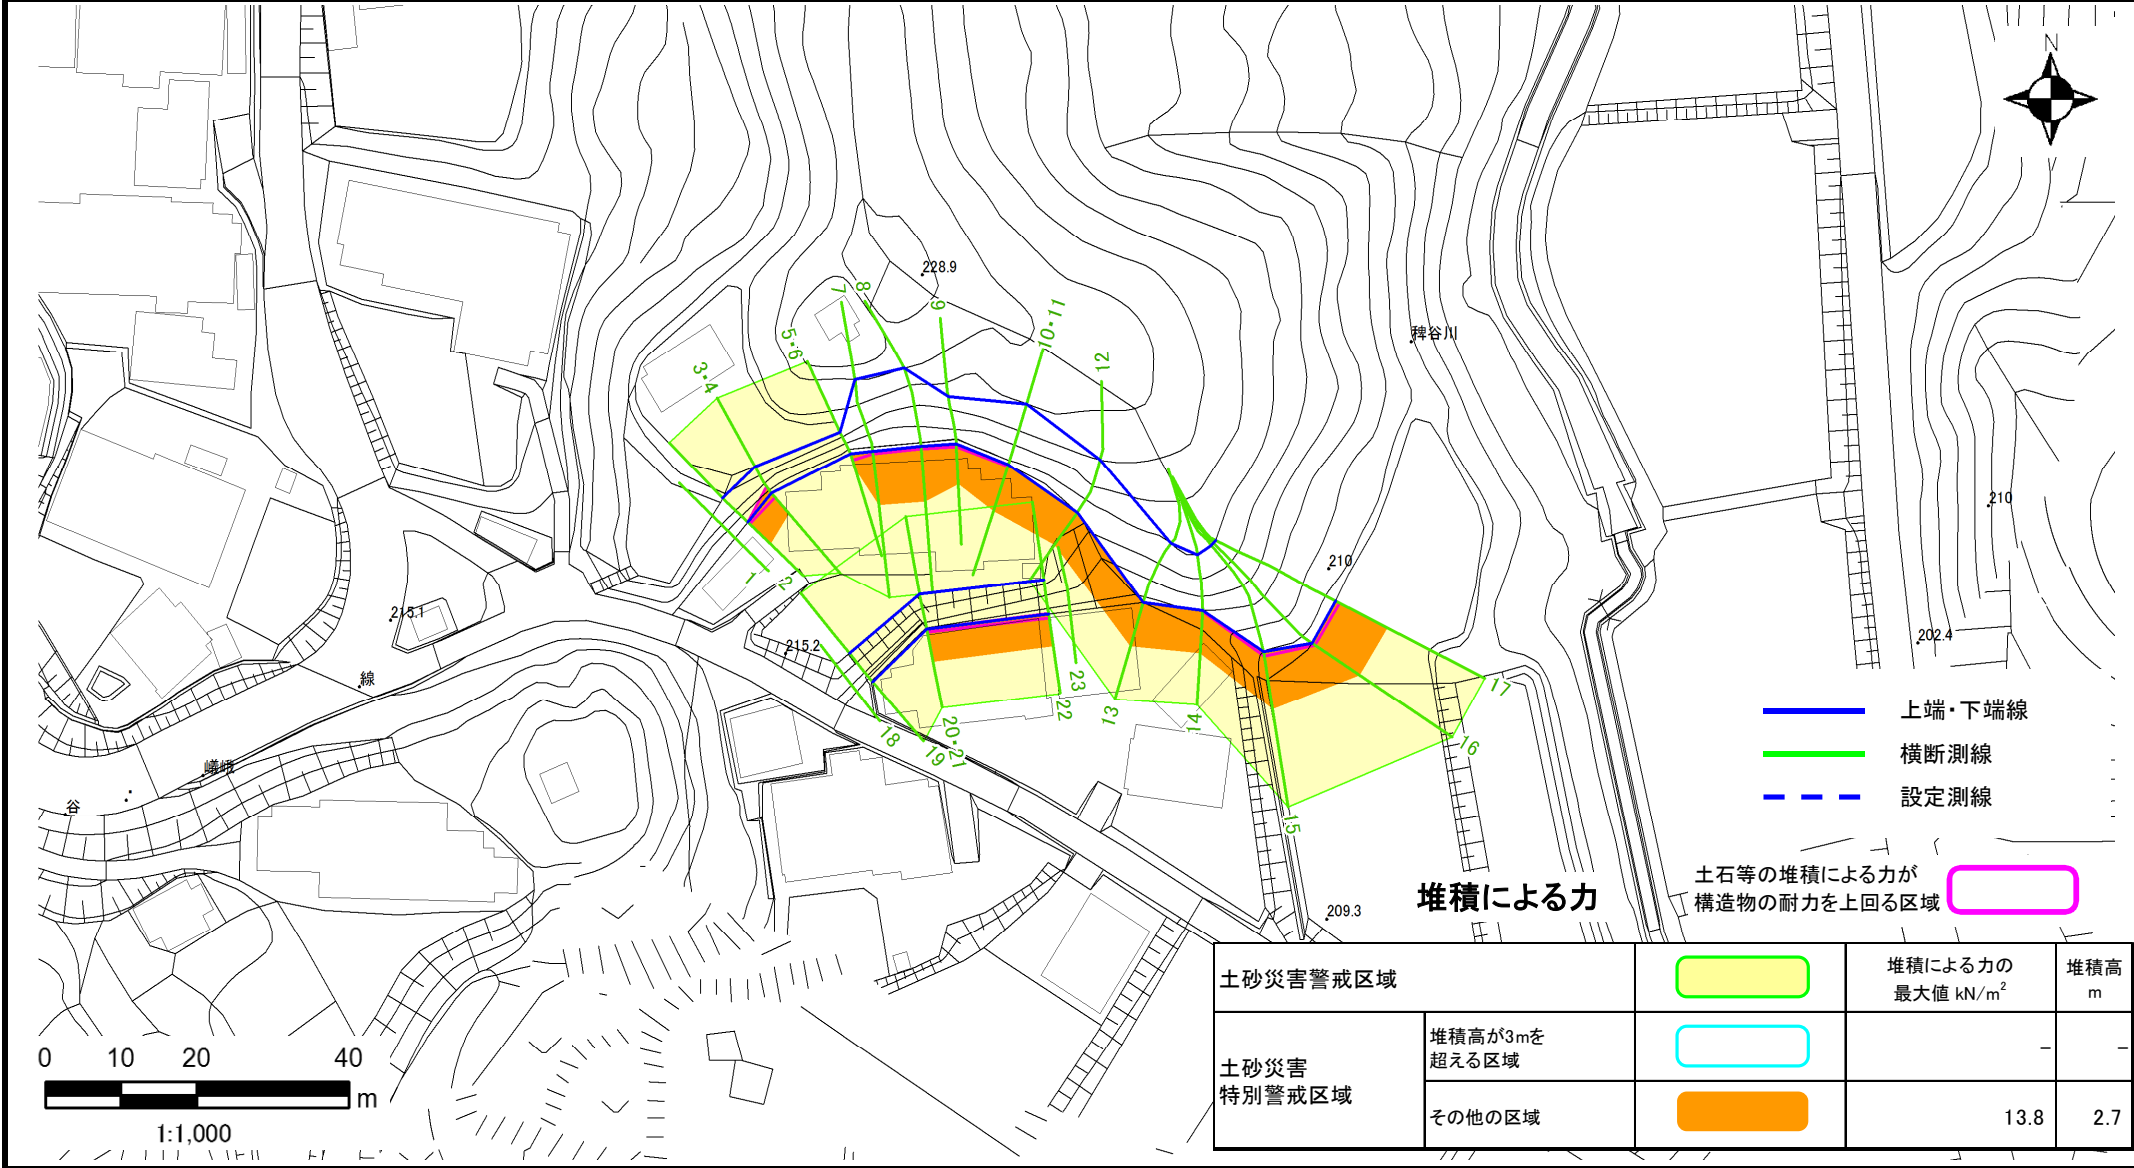 N
228.9
7
8
9
10・11
12
5・6
3・4
稗谷川
210
210
1
2
215.1
215.2
線
202.4
嶬峨
谷
23
22
13
14
17
16
18
19
20・21
15
上端・下端線
横断測線
設定測線
堆積による力
土石等の堆積による力が
構造物の耐力を上回る区域
209.3
土砂災害警戒区域
堆積による力の
最大値 kN/m²
堆積高
m
土砂災害
特別警戒区域
堆積高が3mを
超える区域
－
－
その他の区域
13.8
2.7
0 10 20 40
m
1:1,000